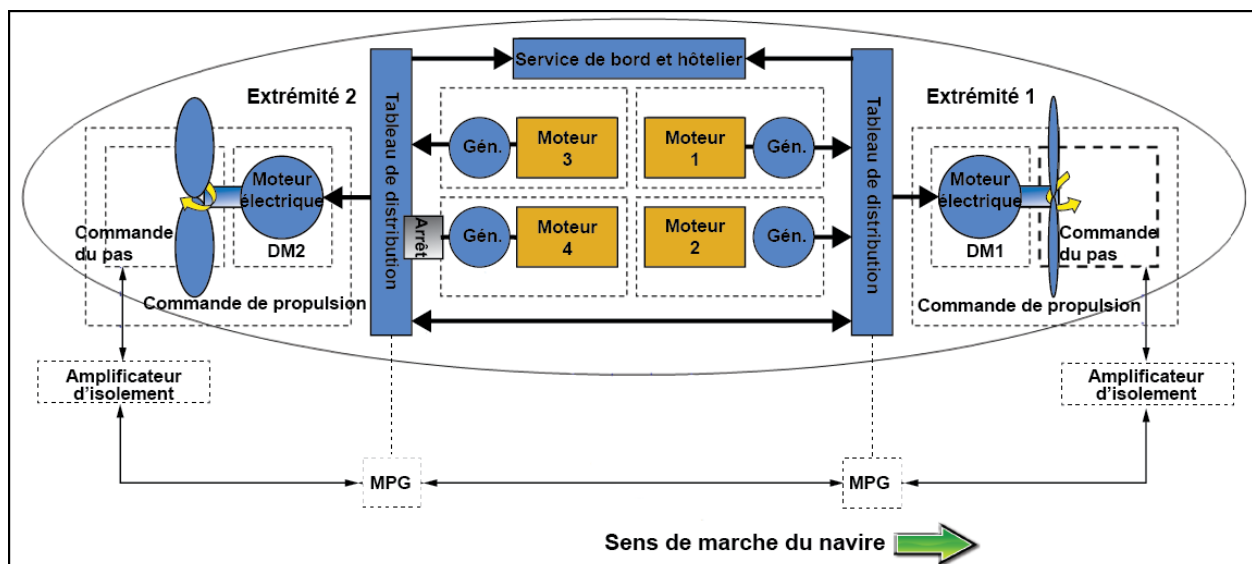 Service de bord et hôtelier
Extrémité 2
Extrémité 1
Tableau de distribution
Tableau de distribution
Gén.
Moteur
3
Moteur
1
Gén.
Moteur
électrique
DM2
Commande
du pas
Commande de propulsion
Arrêt
Gén.
Moteur
4
Moteur
2
Gén.
Moteur
électrique
DM1
Commande
du pas
Commande de propulsion
Amplificateur
d'isolement
Amplificateur
d'isolement
MPG
MPG
Sens de marche du navire